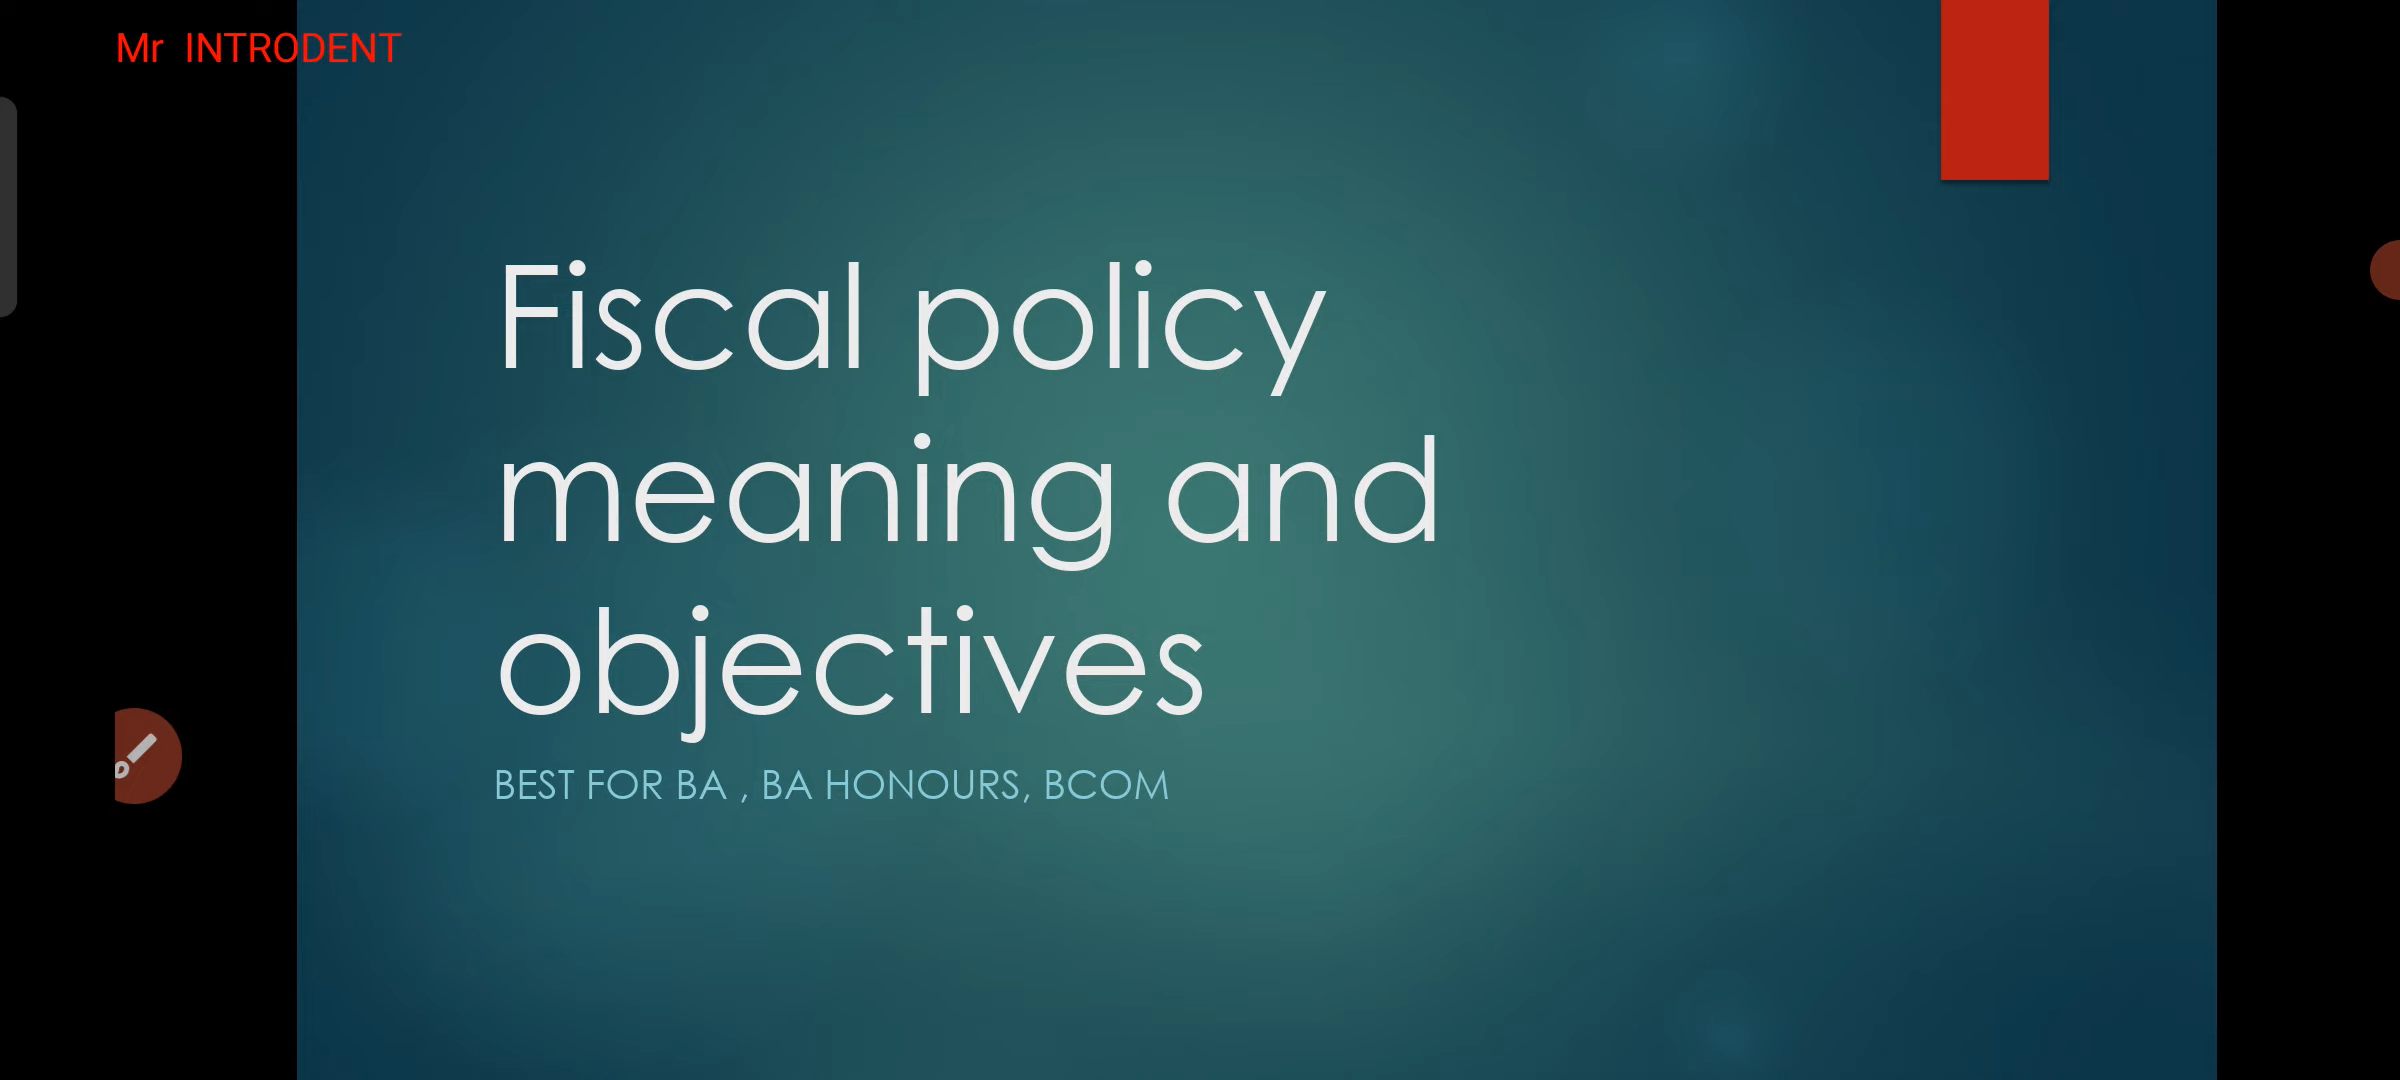 Mr INTRODENT
Fiscal policy
meaning and
objectives
BEST FOR BA , BA HONOURS, BCOM